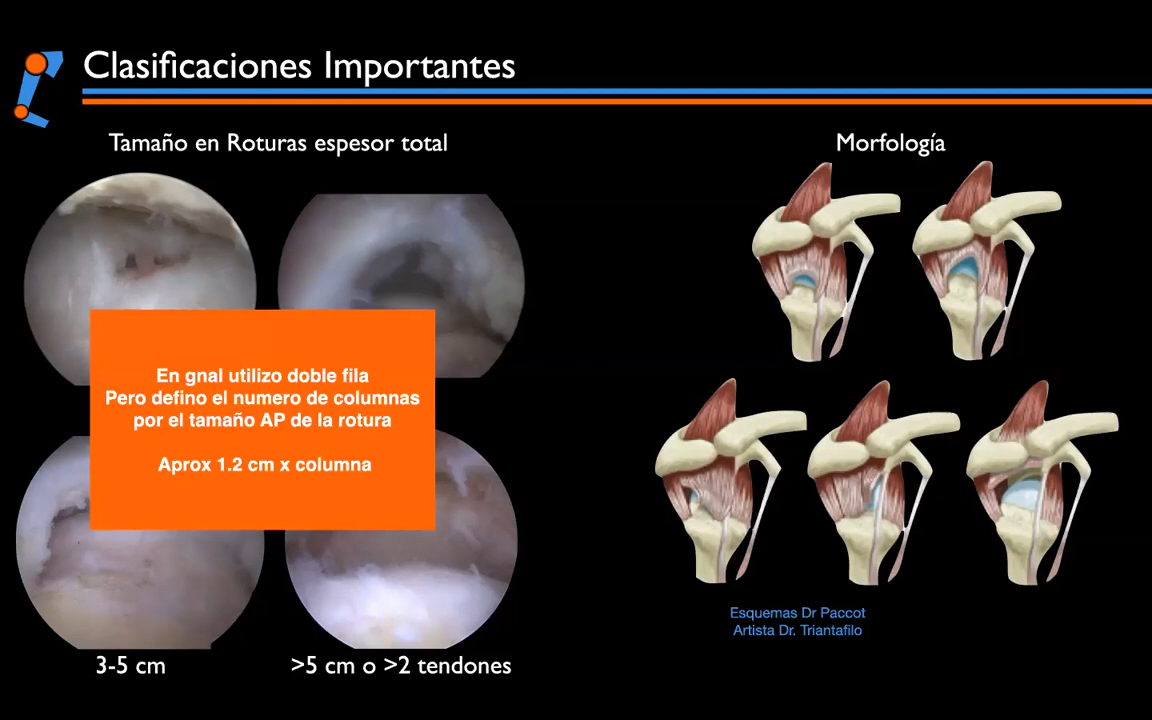 Clasificaciones Importantes
Tamaño en Roturas espesor total
Morfología
En gnal utilizo doble fila
Pero defino el numero de columnas
por el tamaño AP de la rotura
Aprox 1.2 cm x columna
Esquemas Dr Paccot
Artista Dr. Triantafilo
3-5 cm
>5 cm o >2 tendones